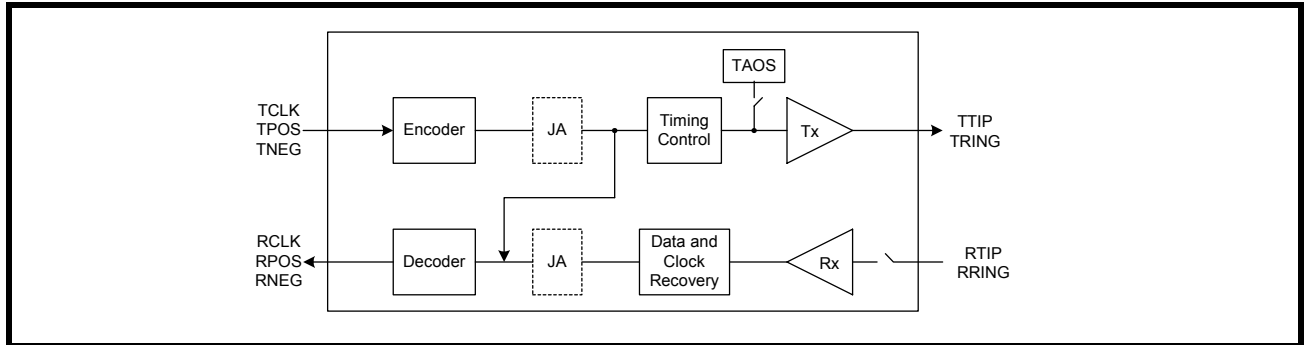 TAOS
TCLK
TPOS
TNEG
Encoder
JA
Timing
Control
Tx
TTIP
TRING
RCLK
RPOS
RNEG
Decoder
JA
Data and
Clock
Recovery
Rx
RTIP
RRING